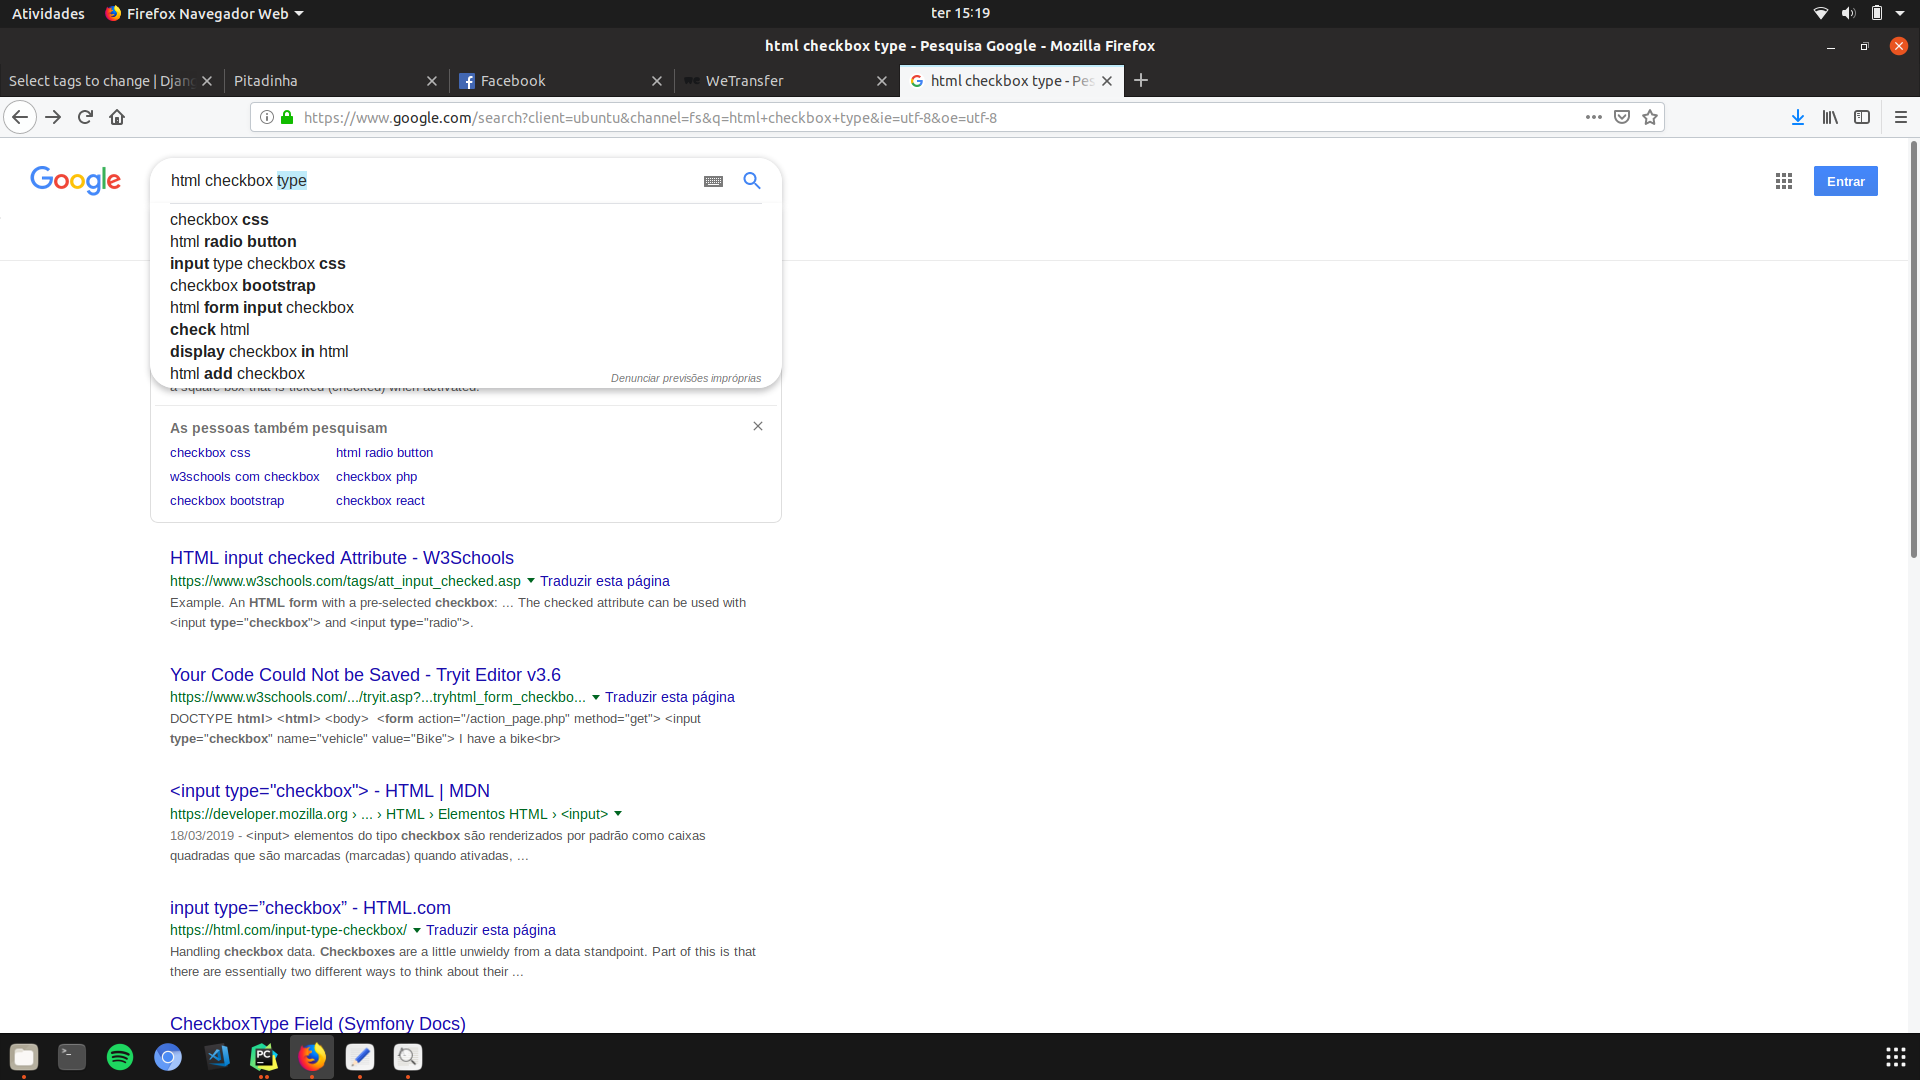 Atividades Firefox Navegador Web ter 15:19
html checkbox type - Pesquisa Google - Mozilla Firefox
Select tags to change | Djang Pitadinha Facebook WeTransfer html checkbox type - Pes
https://www.google.com/search?client=ubuntu&channel=fs&q=html+checkbox+type&ie=utf-8&oe=utf-8
Google html checkbox type Entrar
checkbox css
html radio button
input type checkbox css
checkbox bootstrap
html form input checkbox
check html
display checkbox in html
html add checkbox
Denunciar previsões impróprias
a square box that is ticked (checked) when activated.
As pessoas também pesquisam
checkbox css html radio button
w3schools com checkbox checkbox php
checkbox bootstrap checkbox react
HTML input checked Attribute - W3Schools
https://www.w3schools.com/tags/att_input_checked.asp Traduzir esta página
Example. An HTML form with a pre-selected checkbox: ... The checked attribute can be used with
<input type="checkbox"> and <input type="radio">.
Your Code Could Not be Saved - Tryit Editor v3.6
https://www.w3schools.com/.../tryit.asp?...tryhtml_form_checkbo... Traduzir esta página
DOCTYPE html> <html> <body> <form action="/action_page.php" method="get"> <input
type="checkbox" name="vehicle" value="Bike"> I have a bike<br>
<input type="checkbox"> - HTML | MDN
https://developer.mozilla.org › ... › HTML › Elementos HTML › <input>
18/03/2019 - <input> elementos do tipo checkbox são renderizados por padrão como caixas
quadradas que são marcadas (marcadas) quando ativadas, ...
input type=”checkbox” - HTML.com
https://html.com/input-type-checkbox/ Traduzir esta página
Handling checkbox data. Checkboxes are a little unwieldy from a data standpoint. Part of this is that
there are essentially two different ways to think about their ...
CheckboxType Field (Symfony Docs)